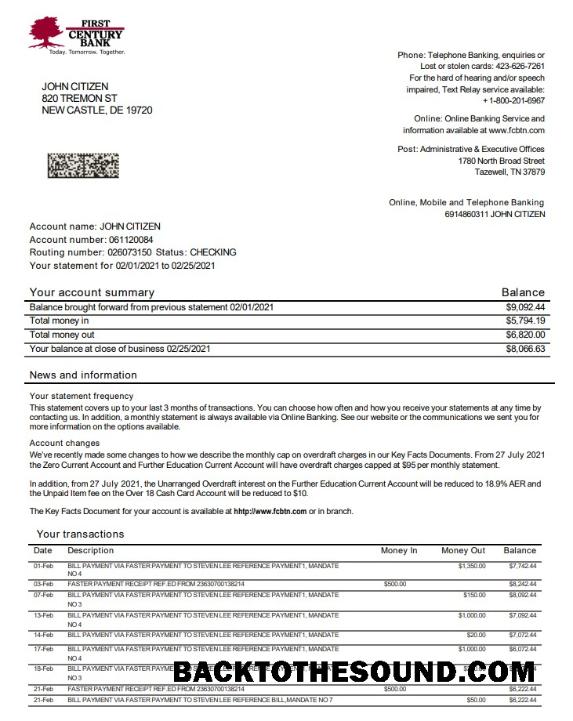 FIRST
CENTURY
BANK
Today. Tomorrow. Together.
Phone: Telephone Banking, enquiries or
Lost or stolen cards: 423-626-7261
For the hard of hearing and/or speech
impaired, Text Relay service available:
+ 1-800-201-6967
Online: Online Banking Service and
information available at www.fcbtn.com
Post: Administrative & Executive Offices
1780 North Broad Street
Tazewell, TN 37879
Online, Mobile and Telephone Banking
6914860311 JOHN CITIZEN
JOHN CITIZEN
820 TREMON ST
NEW CASTLE, DE 19720
Account name: JOHN CITIZEN
Account number: 061120084
Routing number: 026073150 Status: CHECKING
Your statement for 02/01/2021 to 02/25/2021
Your account summary Balance
Balance brought forward from previous statement 02/01/2021 $9,092.44
Total money in $5,794.19
Total money out $6,820.00
Your balance at close of business 02/25/2021 $8,066.63
News and information
Your statement frequency
This statement covers up to your last 3 months of transactions. You can choose how often and how you receive your statements at any time by
contacting us. In addition, a monthly statement is always available via Online Banking. See our website or the communications we sent you for
more information on the options available.
Account changes
We've recently made some changes to how we describe the monthly cap on overdraft charges in our Key Facts Documents. From 27 July 2021
the Zero Current Account and Further Education Current Account will have overdraft charges capped at $95 per monthly statement.
In addition, from 27 July 2021, the Unarranged Overdraft interest on the Further Education Current Account will be reduced to 18.9% AER and
the Unpaid Item fee on the Over 18 Cash Card Account will be reduced to $10.
The Key Facts Document for your account is available at hhtp://www.fcbtn.com or in branch.
Your transactions
Date Description Money In Money Out Balance
01-Feb BILL PAYMENT VIA FASTER PAYMENT TO STEVEN LEE REFERENCE PAYMENT1, MANDATE $1,350.00 $7,742.44
NO 4
03-Feb FASTER PAYMENT RECEIPT REF.ED FROM 23630700138214 $500.00 $8,242.44
07-Feb BILL PAYMENT VIA FASTER PAYMENT TO STEVEN LEE REFERENCE PAYMENT1, MANDATE $150.00 $8,092.44
NO 3
13-Feb BILL PAYMENT VIA FASTER PAYMENT TO STEVEN LEE REFERENCE PAYMENT1, MANDATE $1,000.00 $7,092.44
NO 4
14-Feb BILL PAYMENT VIA FASTER PAYMENT TO STEVEN LEE REFERENCE PAYMENT1, MANDATE $20.00 $7,072.44
17-Feb BILL PAYMENT VIA FASTER PAYMENT TO STEVEN LEE REFERENCE PAYMENT1, MANDATE $1,000.00 $6,072.44
NO 4
18-Feb BILL PAYMENT VIA
NO 3
BACKTOTHESOUND.COM
21-Feb FASTER PAYMENT RECEIPT REF.ED FROM 23630700138214 $500.00 $6,222.44
21-Feb BILL PAYMENT VIA FASTER PAYMENT TO STEVEN LEE REFERENCE BILL, MANDATE NO 7 $50.00 $6,222.44